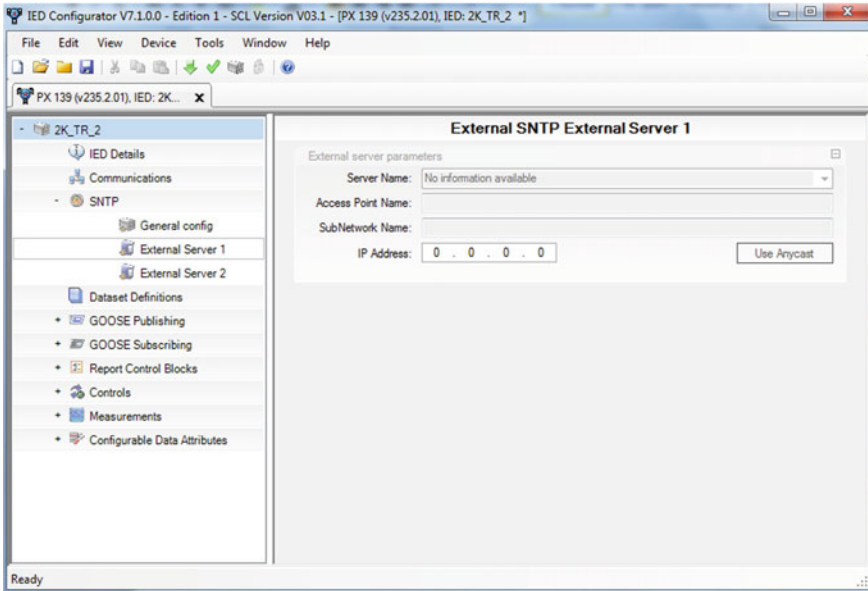 IED Configurator V7.1.0.0 - Edition 1 - SCL Version V03.1 - [PX 139 (v235.2.01), IED: 2K_TR_2 *]
File Edit View Device Tools Window Help
PX 139 (v235.2.01), IED: 2K... X
- 2K_TR_2
IED Details
Communications
- SNTP
General config
External Server 1
External Server 2
Dataset Definitions
+ GOOSE Publishing
+ GOOSE Subscribing
+ Report Control Blocks
+ Controls
+ Measurements
+ Configurable Data Attributes
External SNTP External Server 1
External server parameters
Server Name: No information available
Access Point Name:
SubNetwork Name:
IP Address: 0 . 0 . 0 . 0 Use Anycast
Ready